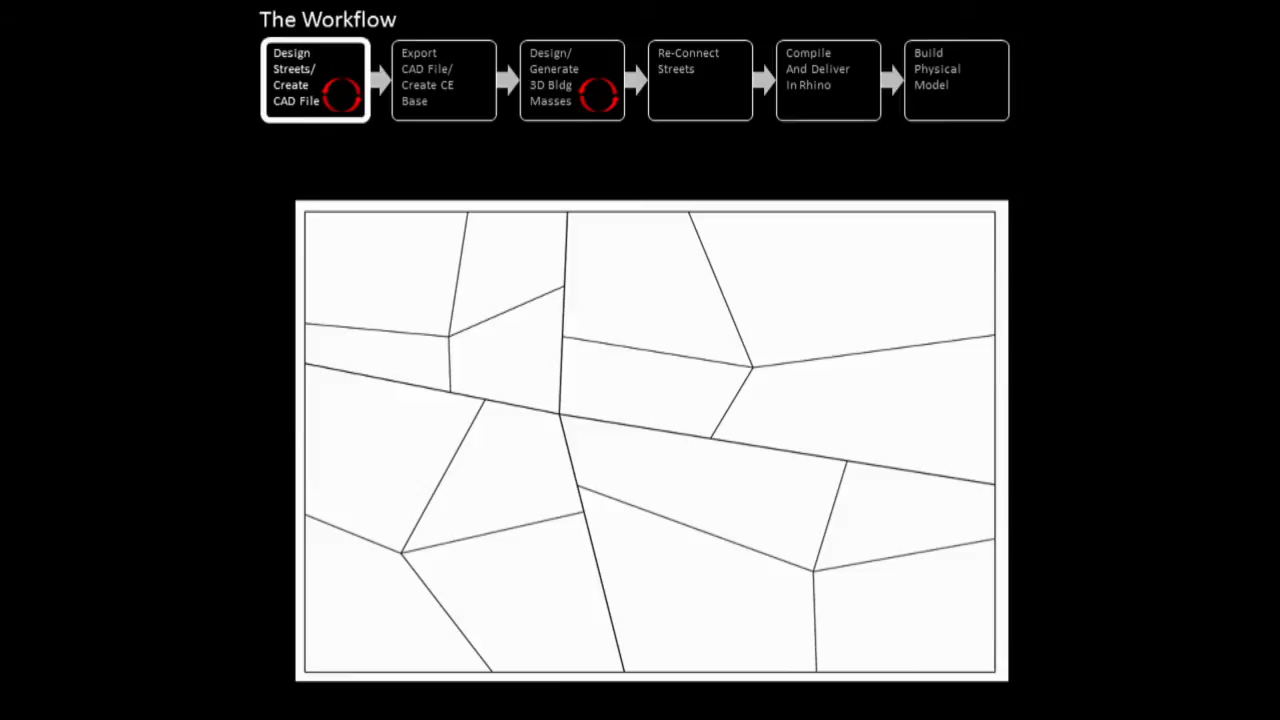 The Workflow
Design
Streets/
Create
CAD File
Export
CAD File/
Create CE
Base
Design/
Generate
3D Bldg
Masses
Re-Connect
Streets
Compile
And Deliver
In Rhino
Build
Physical
Model